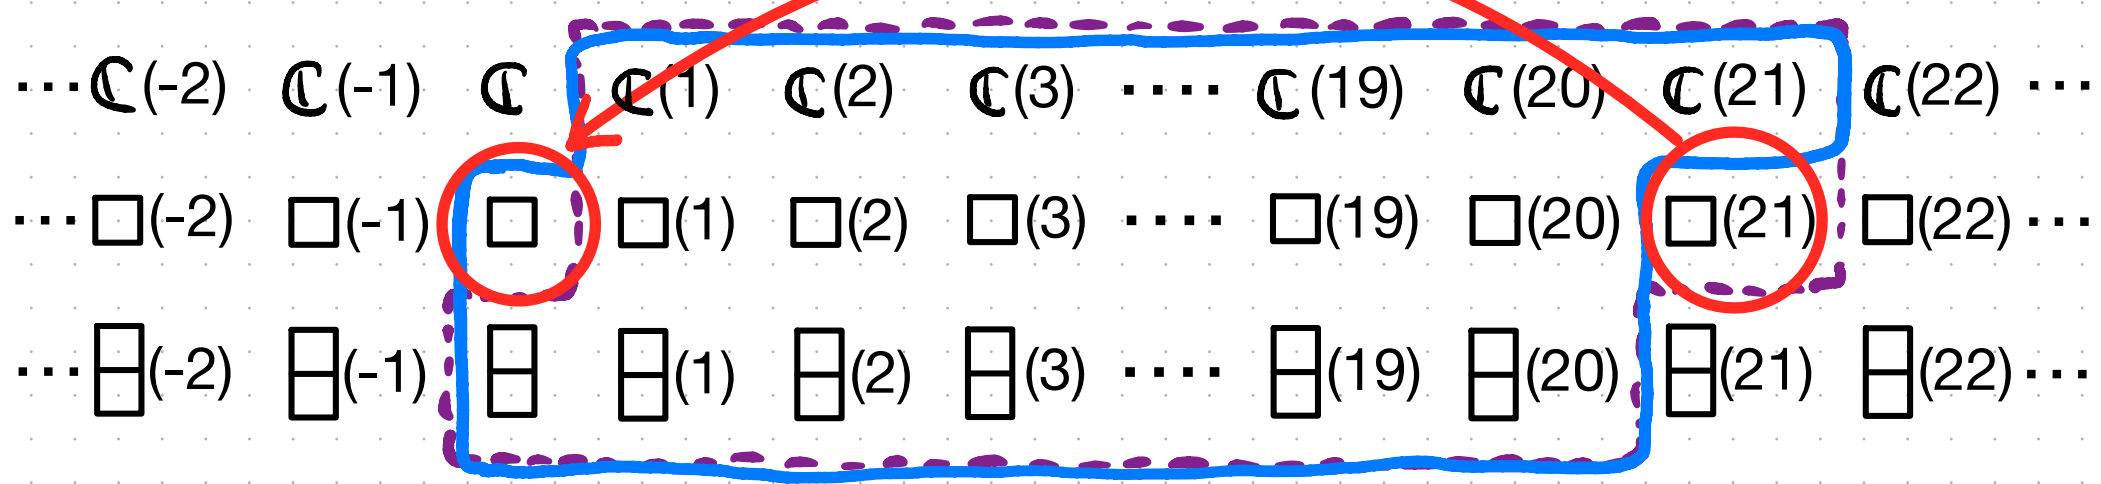 ···ℂ(-2) ℂ(-1) ℂ ℂ(1) ℂ(2) ℂ(3) ···· ℂ(19) ℂ(20) ℂ(21) ℂ(22) ···
···□(-2) □(-1) □ □(1) □(2) □(3) ···· □(19) □(20) □(21) □(22) ···
···(-2) (-1) (1) (2) (3) ···· (19) (20) (21) (22) ···